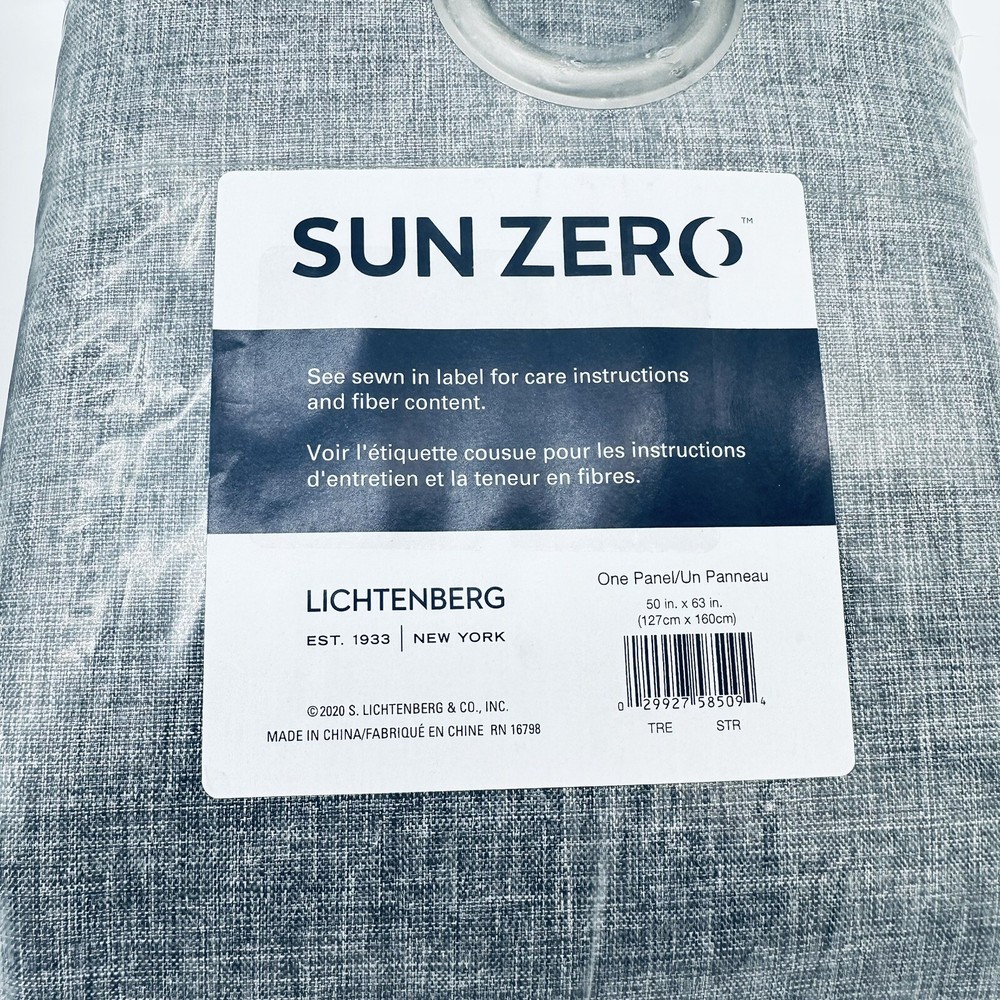 SUN ZERO™
See sewn in label for care instructions
and fiber content.
Voir l'étiquette cousue pour les instructions
d'entretien et la teneur en fibres.
LICHTENBERG
EST. 1933 | NEW YORK
©2020 S. LICHTENBERG & CO., INC.
MADE IN CHINA/FABRIQUÉ EN CHINE RN 16798
One Panel/Un Panneau
50 in. x 63 in.
(127cm x 160cm)
0 29927 58509 4
TRE STR